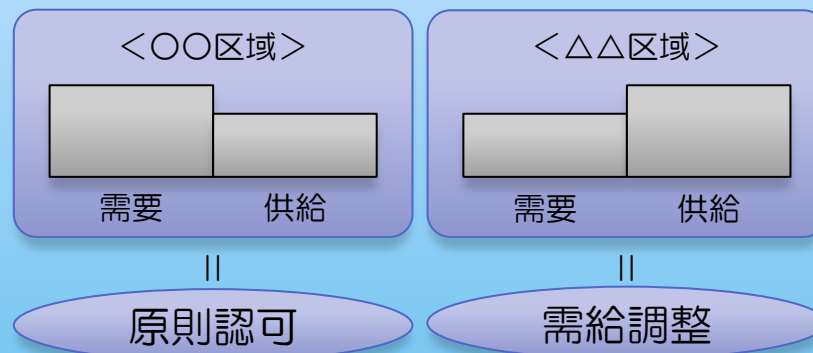 ＜〇〇区域＞
需要 供給
||
原則認可
＜△△区域＞
需要 供給
||
需給調整